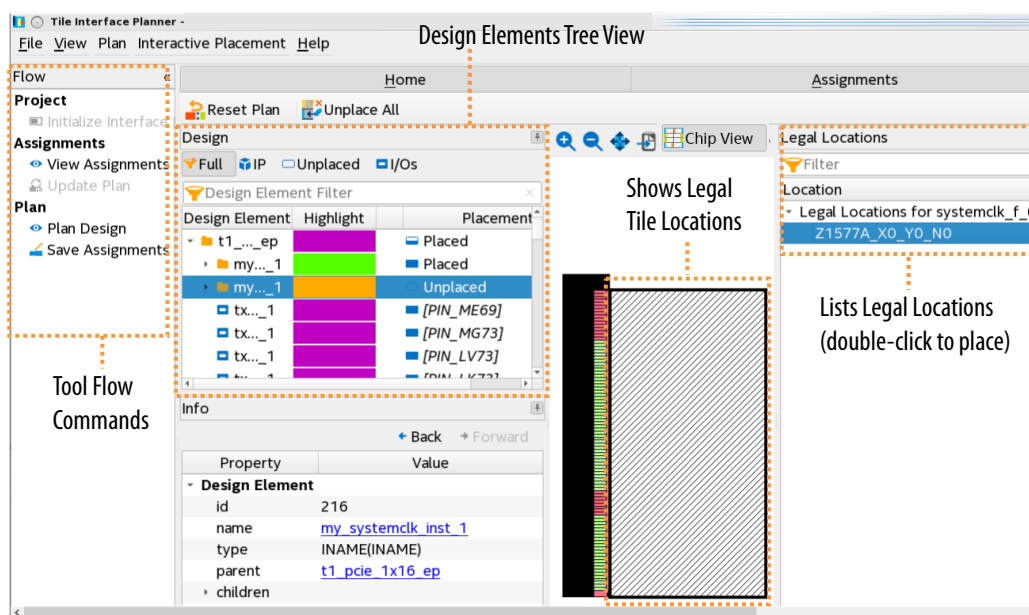 Tile Interface Planner -
File View Plan Interactive Placement Help
Design Elements Tree View
Flow
Project
Initialize Interface
Assignments
View Assignments
Update Plan
Plan
Plan Design
Save Assignments
Tool Flow
Commands
Home
Assignments
Reset Plan Unplace All
Design
Full IP Unplaced I/Os
Design Element Filter
Design Element Highlight Placement
t1_..._ep Placed
my..._1 Placed
my..._1 Unplaced
tx..._1 [PIN_ME69]
tx..._1 [PIN_MG73]
tx..._1 [PIN_LV73]
tx..._1 [PIN_LK73]
Info
Back Forward
Property Value
Design Element
id 216
name my_systemclk_inst_1
type INAME(INAME)
parent t1_pcie_1x16_ep
children
Chip View
Shows Legal
Tile Locations
Legal Locations
Filter
Location
Legal Locations for systemclk_f_
Z1577A_X0_Y0_N0
Lists Legal Locations
(double-click to place)